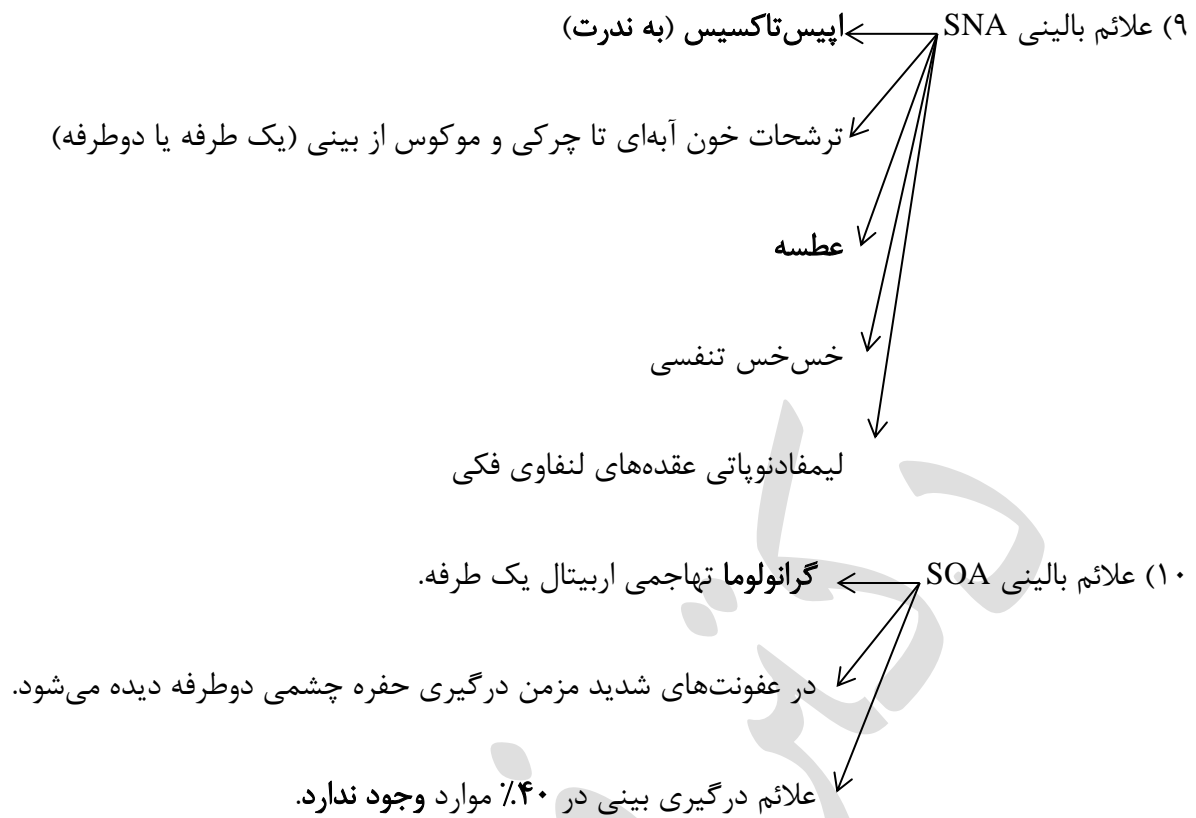 ۹) علائم بالینی SNA اپیس‌تاکسیس (به ندرت)
ترشحات خون آبه‌ای تا چرکی و موکوس از بینی (یک طرفه یا دوطرفه)
عطسه
خس‌خس تنفسی
لیمفادنوپاتی عقده‌های لنفاوی فکی
۱۰) علائم بالینی SOA گرانولوما تهاجمی اربیتال یک طرفه.
در عفونت‌های شدید مزمن درگیری حفره چشمی دوطرفه دیده می‌شود.
علائم درگیری بینی در ۴۰٪ موارد وجود ندارد.